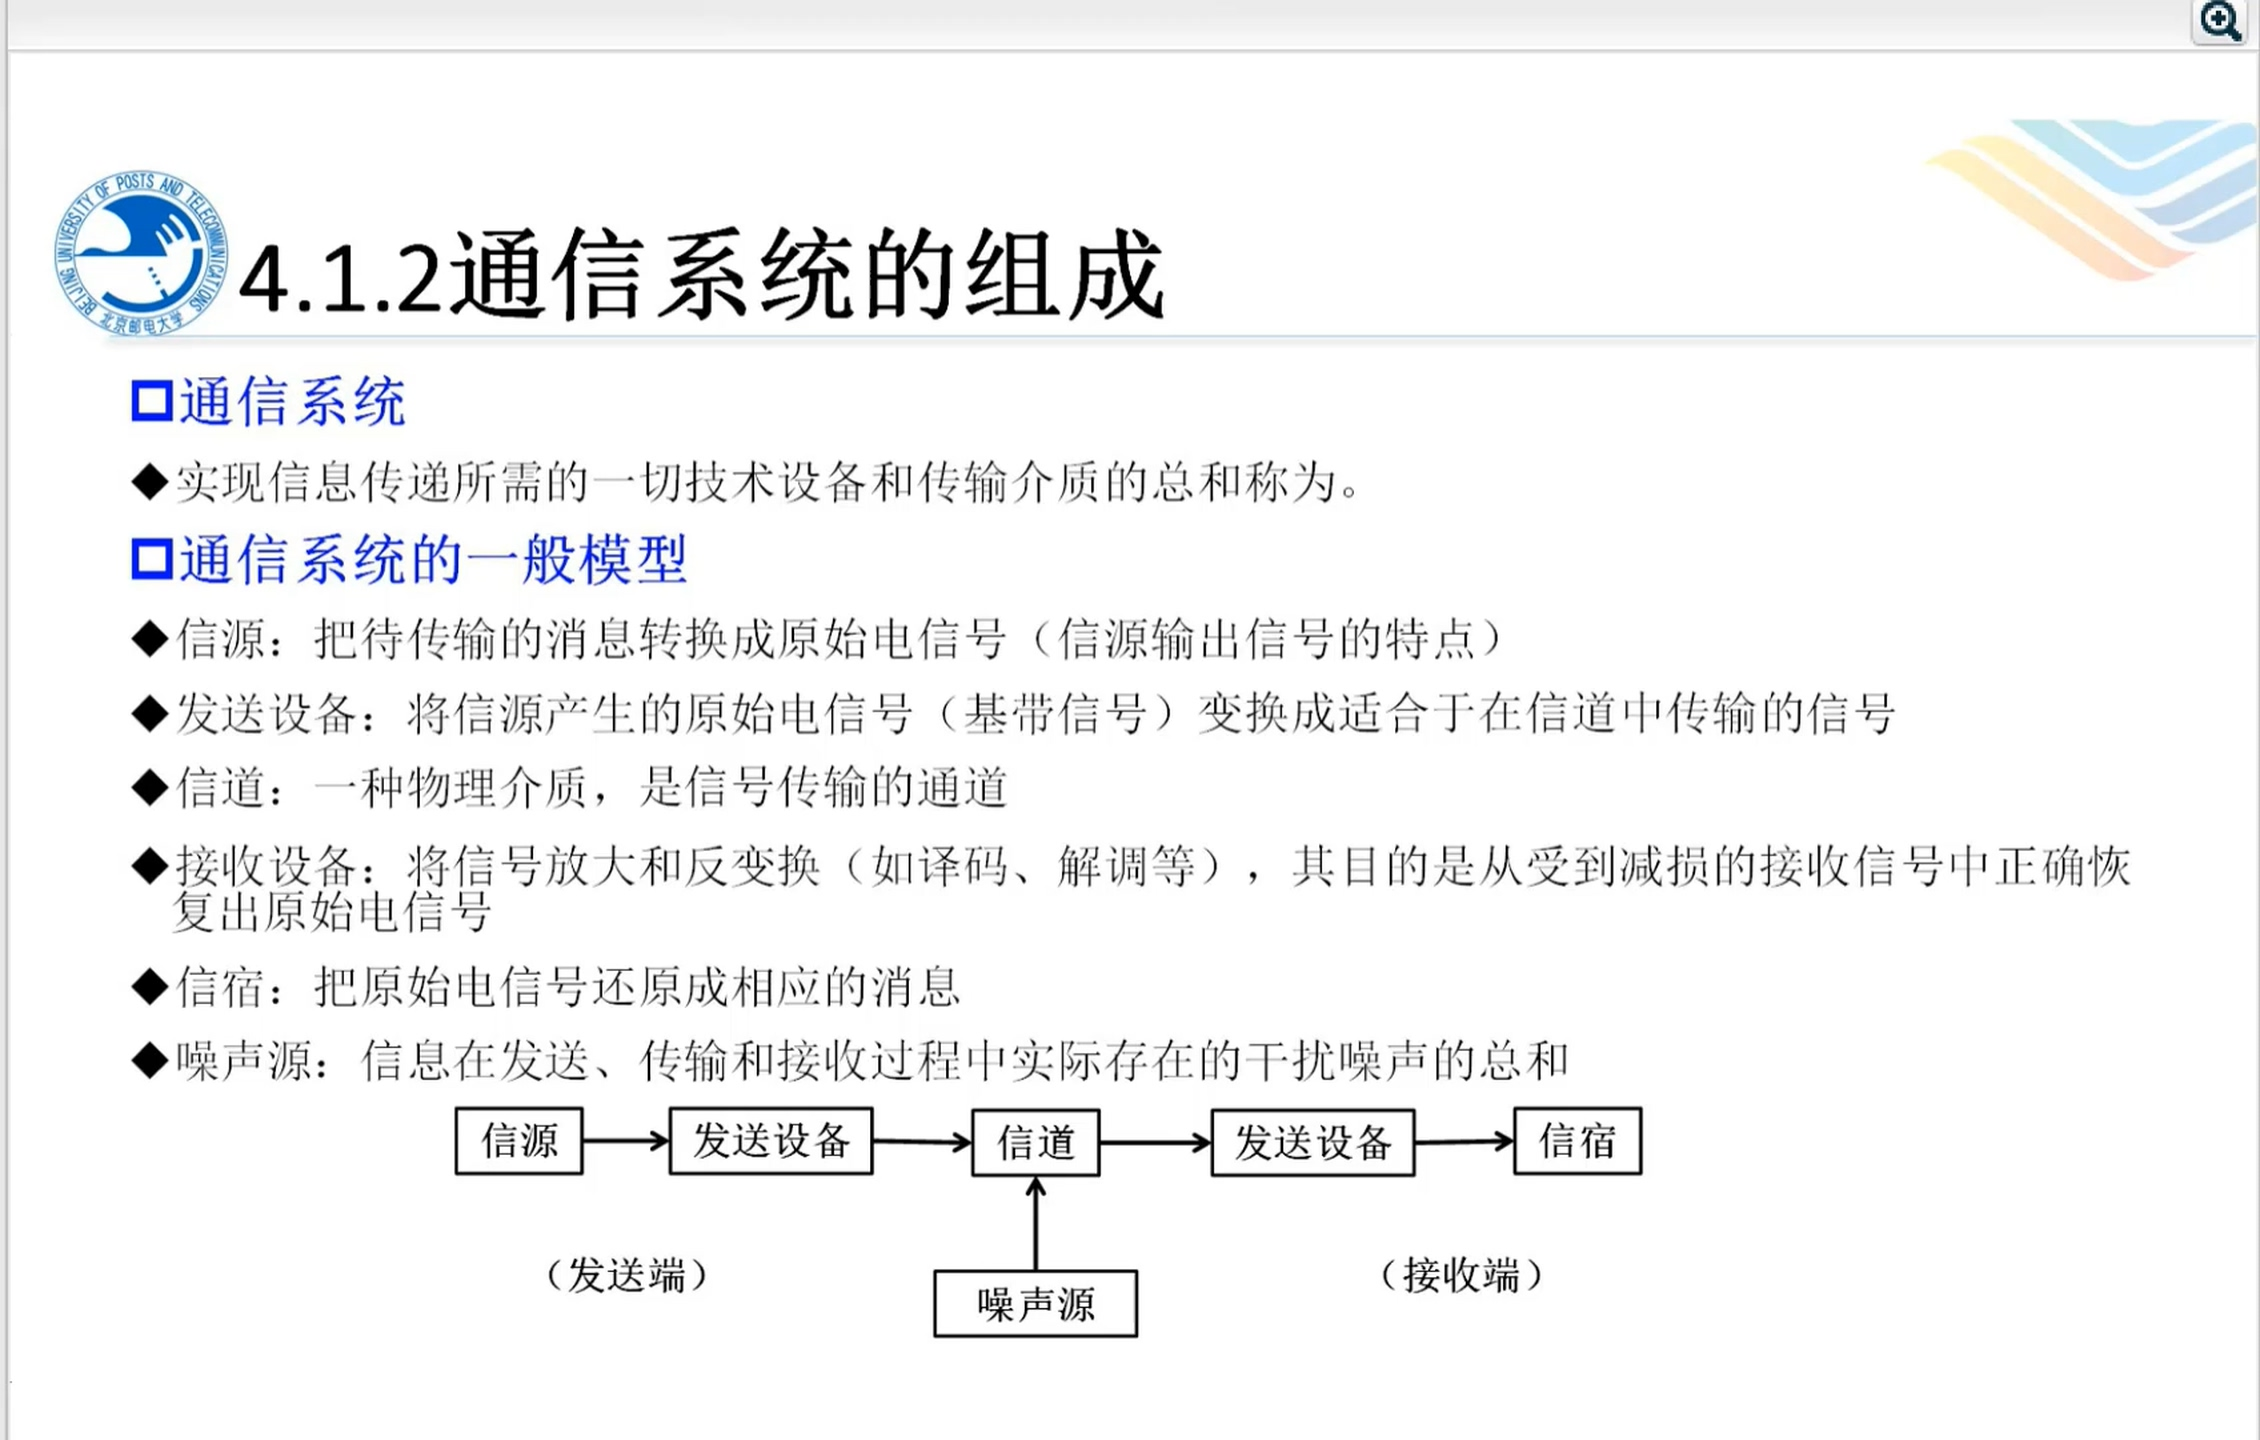 BEIJING UNIVERSITY OF POSTS AND TELECOMMUNICATIONS
北京邮电大学
4.1.2通信系统的组成
通信系统
◆实现信息传递所需的一切技术设备和传输介质的总和称为。
通信系统的一般模型
◆信源：把待传输的消息转换成原始电信号（信源输出信号的特点）
◆发送设备：将信源产生的原始电信号（基带信号）变换成适合于在信道中传输的信号
◆信道：一种物理介质，是信号传输的通道
◆接收设备：将信号放大和反变换（如译码、解调等），其目的是从受到减损的接收信号中正确恢
复出原始电信号
◆信宿：把原始电信号还原成相应的消息
◆噪声源：信息在发送、传输和接收过程中实际存在的干扰噪声的总和
信源 发送设备 信道 发送设备 信宿
（发送端） （接收端）
噪声源